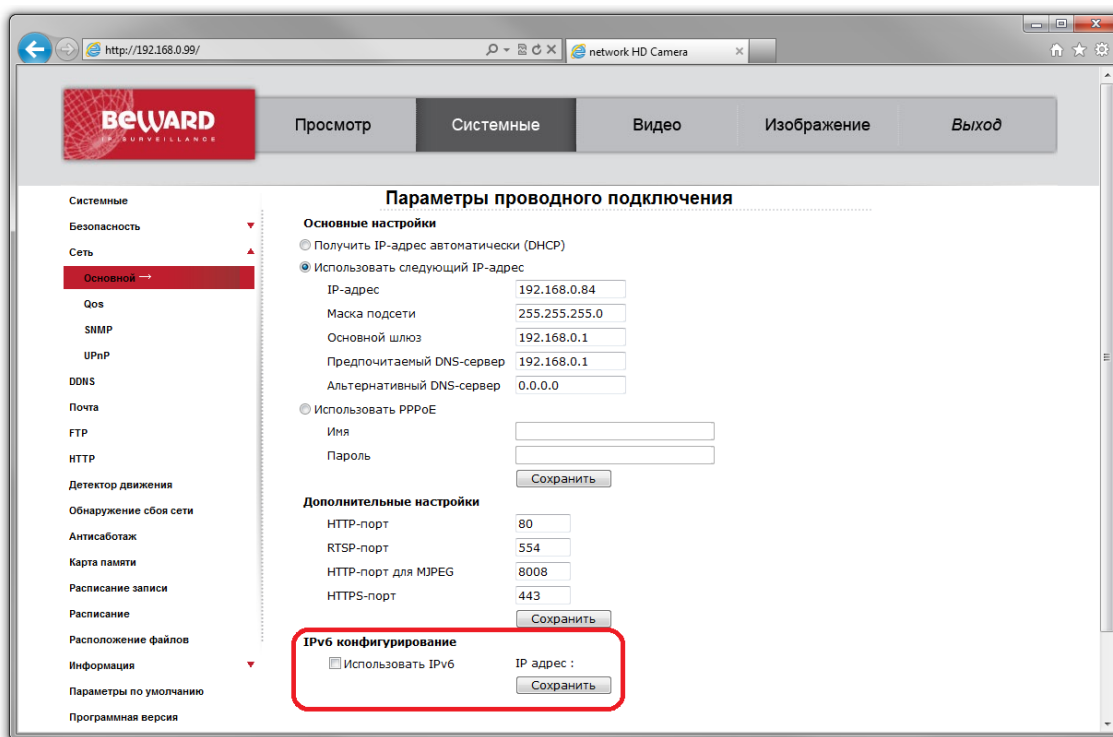 http://192.168.0.99/
network HD Camera
BEWARD
IP SURVEILLANCE
Просмотр
Системные
Видео
Изображение
Выход
Системные
Безопасность
Сеть
Основной →
Qos
SNMP
UPnP
DDNS
Почта
FTP
HTTP
Детектор движения
Обнаружение сбоя сети
Антисаботаж
Карта памяти
Расписание записи
Расписание
Расположение файлов
Информация
Параметры по умолчанию
Программная версия
Параметры проводного подключения
Основные настройки
Получить IP-адрес автоматически (DHCP)
Использовать следующий IP-адрес
IP-адрес 192.168.0.84
Маска подсети 255.255.255.0
Основной шлюз 192.168.0.1
Предпочитаемый DNS-сервер 192.168.0.1
Альтернативный DNS-сервер 0.0.0.0
Использовать PPPoE
Имя
Пароль
Сохранить
Дополнительные настройки
HTTP-порт 80
RTSP-порт 554
HTTP-порт для MJPEG 8008
HTTPS-порт 443
Сохранить
IPv6 конфигурирование
Использовать IPv6 IP адрес :
Сохранить